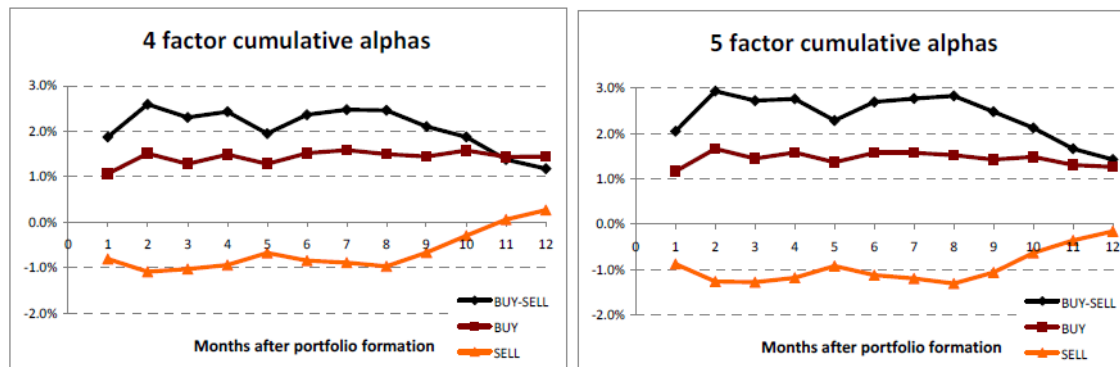 4 factor cumulative alphas
3.0%
2.0%
1.0%
0.0%
0 1 2 3 4 5 6 7 8 9 10 11 12
-1.0%
-2.0%
BUY-SELL
BUY
SELL
Months after portfolio formation
5 factor cumulative alphas
3.0%
2.0%
1.0%
0.0%
0 1 2 3 4 5 6 7 8 9 10 11 12
-1.0%
-2.0%
BUY-SELL
BUY
SELL
Months after portfolio formation